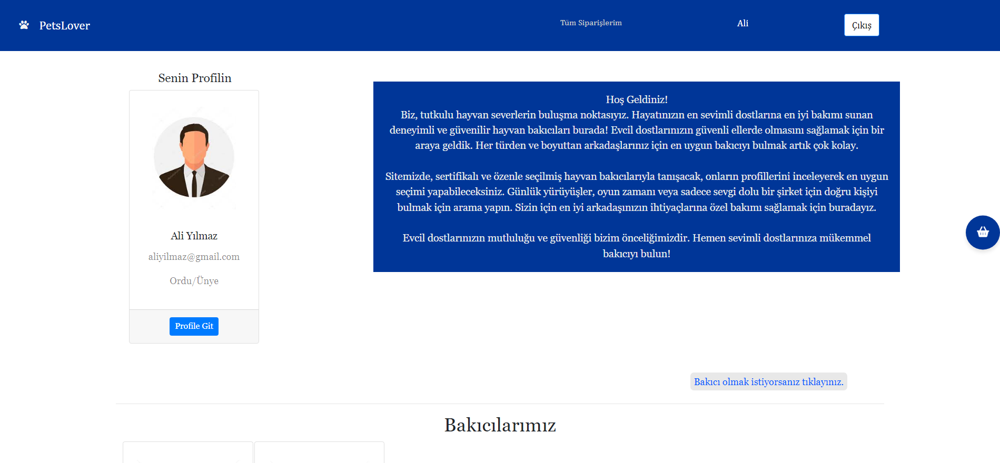 PetsLover
Tüm Siparişlerim
Ali
Çıkış
Senin Profilin
Ali Yılmaz
aliyilmaz@gmail.com
Ordu/Ünye
Profile Git
Hoş Geldiniz!
Biz, tutkulu hayvan severlerin buluşma noktasıyız. Hayatınızın en sevimli dostlarına en iyi bakımı sunan
deneyimli ve güvenilir hayvan bakıcıları burada! Evcil dostlarınızın güvenli ellerde olmasını sağlamak için bir
araya geldik. Her türden ve boyuttan arkadaşlarınız için en uygun bakıcıyı bulmak artık çok kolay.
Sitemizde, sertifikalı ve özenle seçilmiş hayvan bakıcılarıyla tanışacak, onların profillerini inceleyerek en uygun
seçimi yapabileceksiniz. Günlük yürüyüşler, oyun zamanı veya sadece sevgi dolu bir şirket için doğru kişiyi
bulmak için arama yapın. Sizin için en iyi arkadaşınızın ihtiyaçlarına özel bakımı sağlamak için buradayız.
Evcil dostlarınızın mutluluğu ve güvenliği bizim önceliğimizdir. Hemen sevimli dostlarınıza mükemmel
bakıcıyı bulun!
Bakıcı olmak istiyorsanız tıklayınız.
Bakıcılarımız